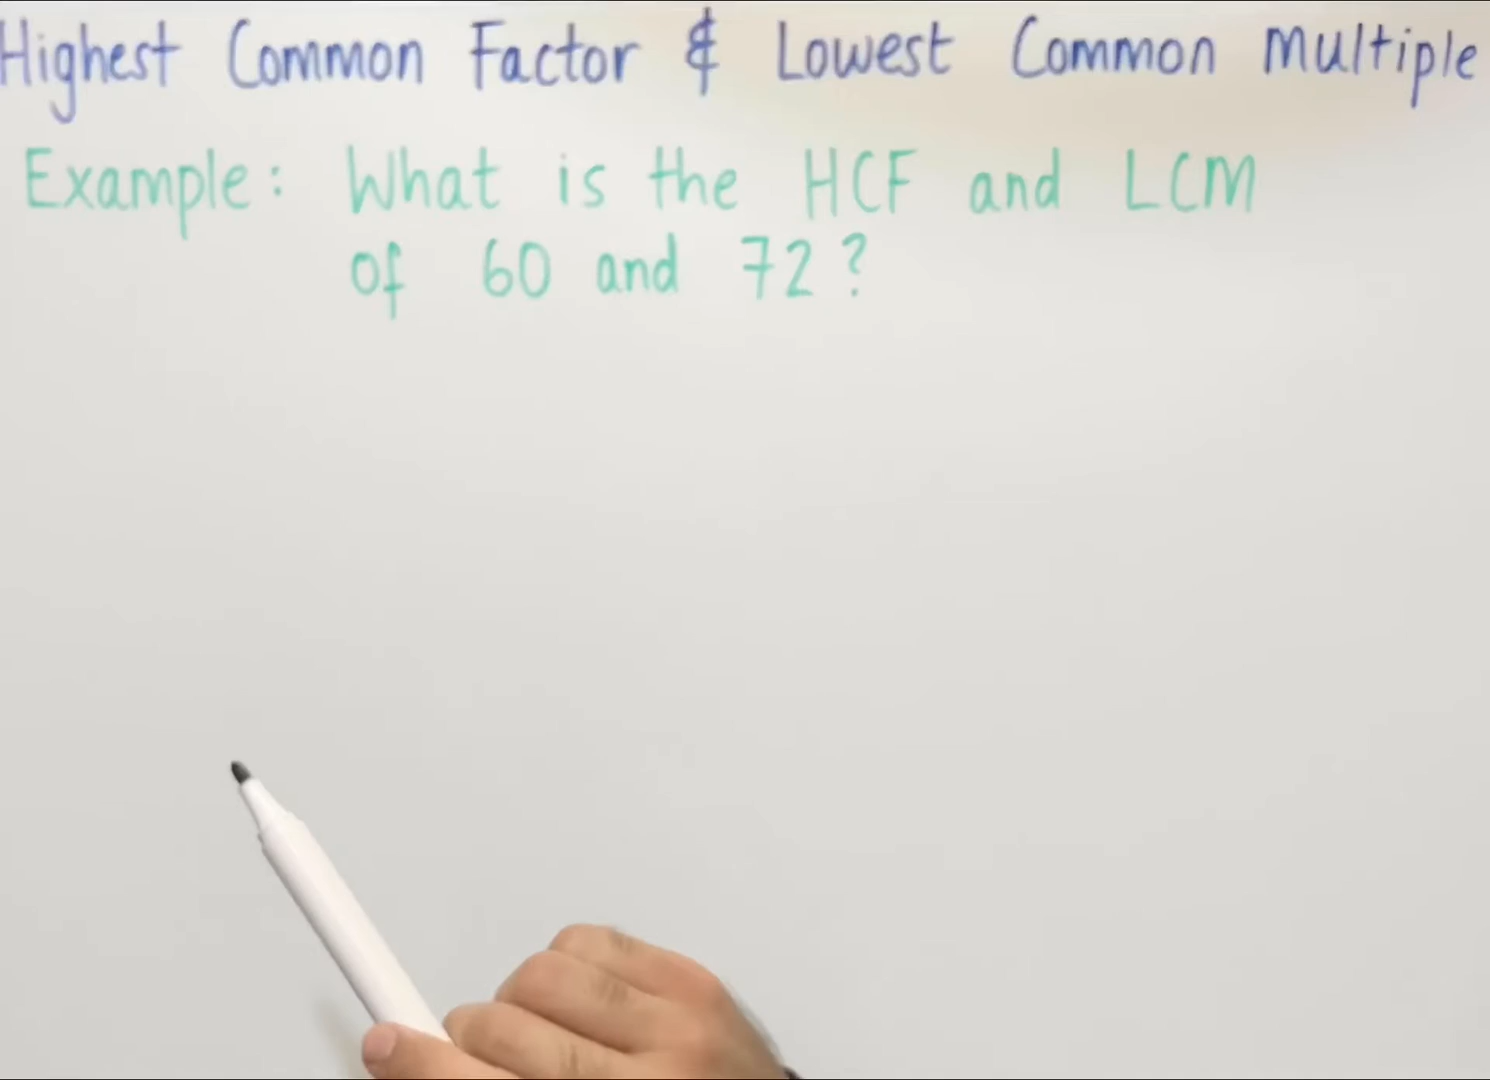 Highest Common Factor & Lowest Common Multiple
Example: What is the HCF and LCM
of 60 and 72?